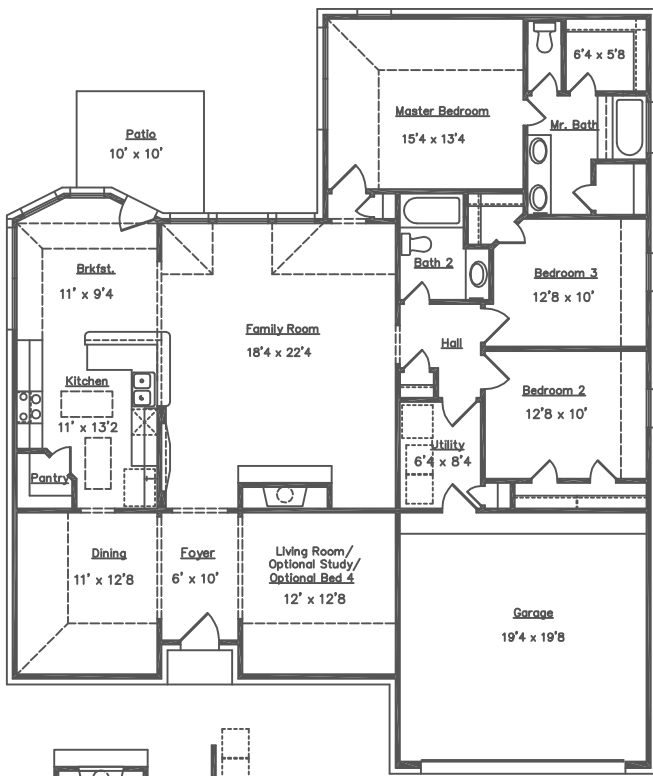 6'4 x 5'8
Master Bedroom
15'4 x 13'4
Mr. Bath
Patio
10' x 10'
Brkfst.
11' x 9'4
Bath 2
Bedroom 3
12'8 x 10'
Family Room
18'4 x 22'4
Hall
Kitchen
11' x 13'2
Bedroom 2
12'8 x 10'
Utility
6'4 x 8'4
Pantry
Dining
11' x 12'8
Foyer
6' x 10'
Living Room/
Optional Study/
Optional Bed 4
12' x 12'8
Garage
19'4 x 19'8